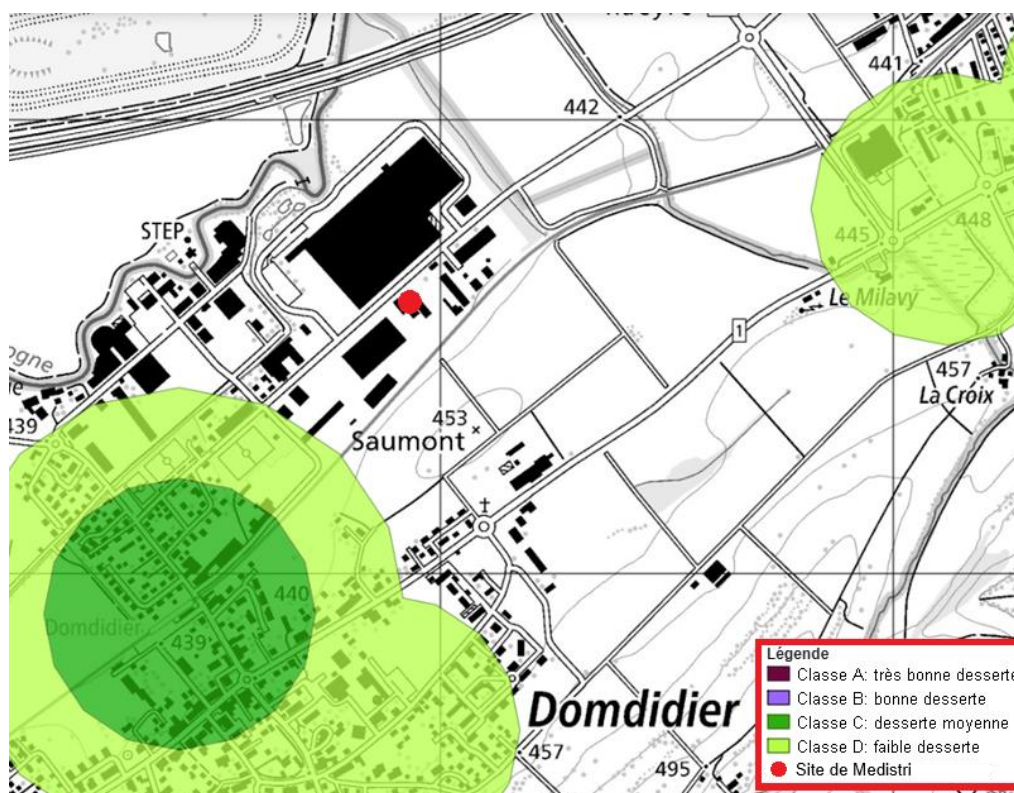 441
442
STEP
445
448
Le Milavy
1
ogne
457
La Croix
439
453
Saumont
440
Domdidier
439
Domdidier
457
495
Légende
Classe A: très bonne desserte
Classe B: bonne desserte
Classe C: desserte moyenne
Classe D: faible desserte
Site de Medistri